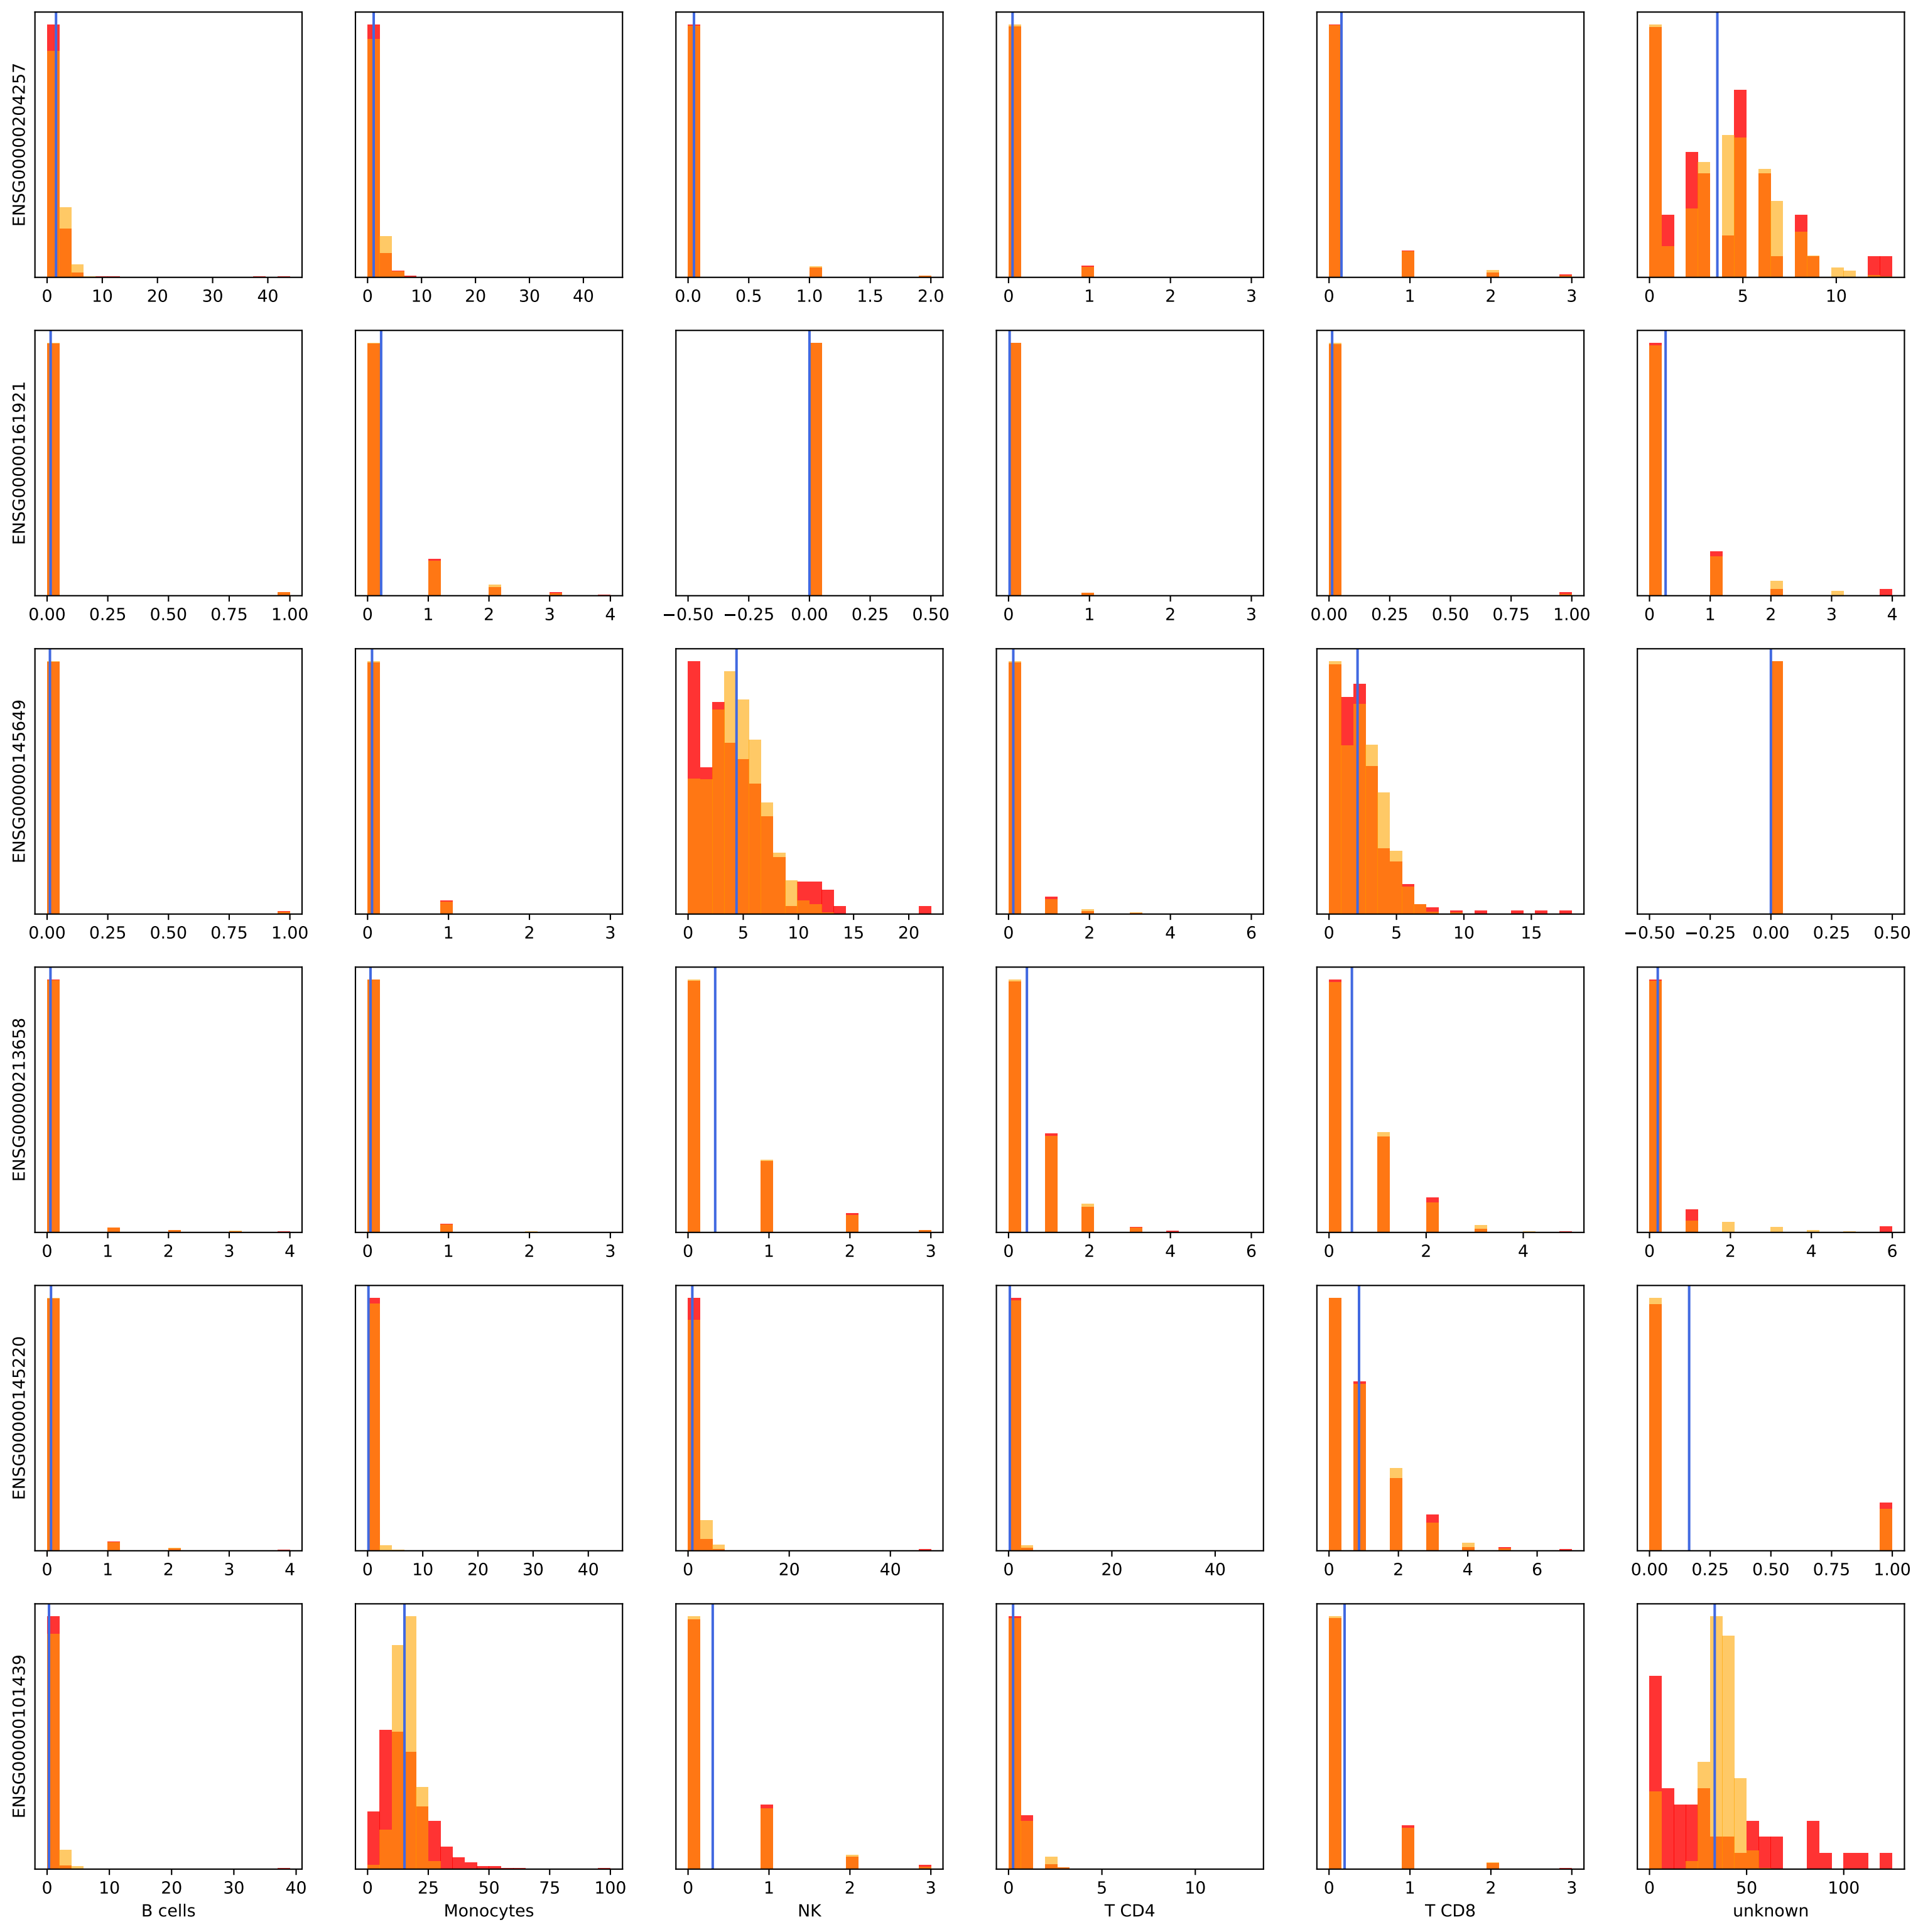 ENSG00000204257
0 10 20 30 40
0 10 20 30 40
0.0 0.5 1.0 1.5 2.0
0 1 2 3
0 1 2 3
0 5 10
ENSG00000161921
0.00 0.25 0.50 0.75 1.00
0 1 2 3 4
−0.50 −0.25 0.00 0.25 0.50
0 1 2 3
0.00 0.25 0.50 0.75 1.00
0 1 2 3 4
ENSG00000145649
0.00 0.25 0.50 0.75 1.00
0 1 2 3
0 5 10 15 20
0 2 4 6
0 5 10 15
−0.50 −0.25 0.00 0.25 0.50
ENSG00000213658
0 1 2 3 4
0 1 2 3
0 1 2 3
0 2 4 6
0 2 4
0 2 4 6
ENSG00000145220
0 1 2 3 4
0 10 20 30 40
0 20 40
0 20 40
0 2 4 6
0.00 0.25 0.50 0.75 1.00
ENSG00000101439
0 10 20 30 40
0 25 50 75 100
0 1 2 3
0 5 10
0 1 2 3
0 50 100
B cells
Monocytes
NK
T CD4
T CD8
unknown